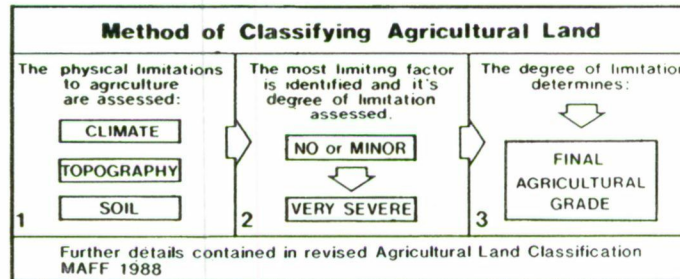 Method of Classifying Agricultural Land
The physical limitations
to agriculture
are assessed:
CLIMATE
TOPOGRAPHY
SOIL
1
The most limiting factor
is identified and it's
degree of limitation
assessed.
NO or MINOR
VERY SEVERE
2
The degree of limitation
determines:
FINAL
AGRICULTURAL
GRADE
3
Further details contained in revised Agricultural Land Classification
MAFF 1988